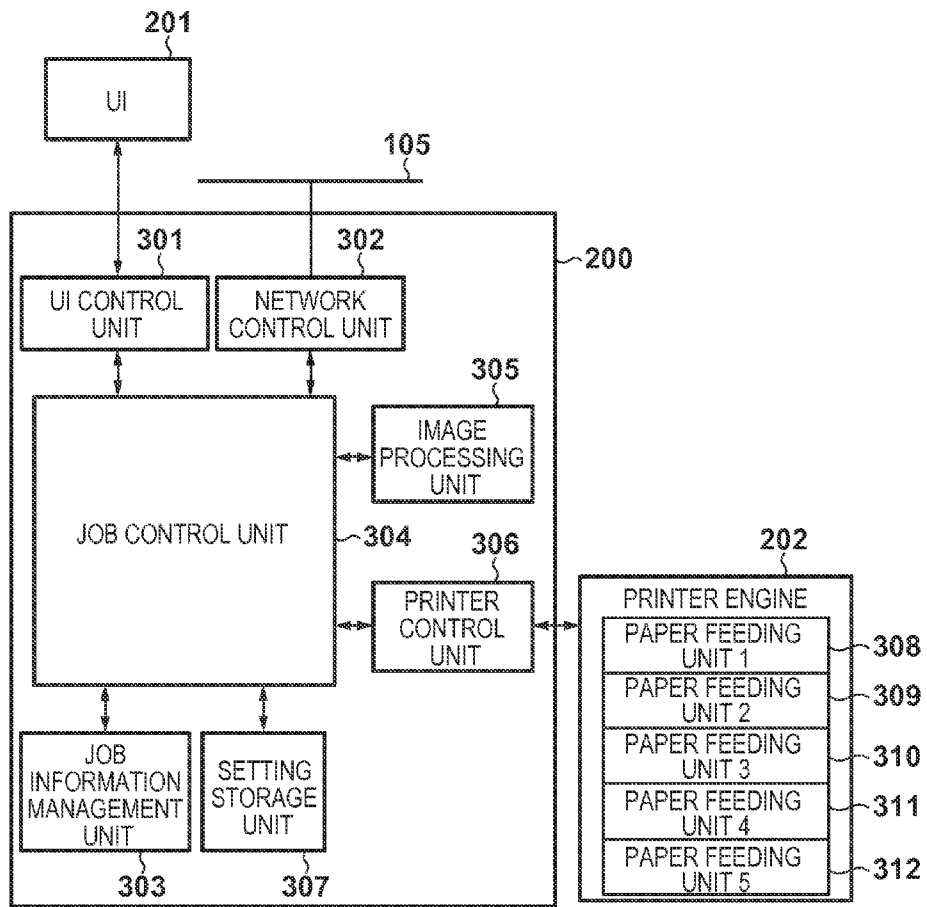 201
UI
105
301
302
200
UI CONTROL
UNIT
NETWORK
CONTROL UNIT
305
IMAGE
PROCESSING
UNIT
JOB CONTROL UNIT
304
306
202
PRINTER
CONTROL
UNIT
PRINTER ENGINE
PAPER FEEDING
UNIT 1
308
PAPER FEEDING
UNIT 2
309
PAPER FEEDING
UNIT 3
310
PAPER FEEDING
UNIT 4
311
PAPER FEEDING
UNIT 5
312
JOB
INFORMATION
MANAGEMENT
UNIT
SETTING
STORAGE
UNIT
303
307